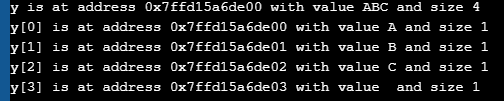 y is at address 0x7ffd15a6de00 with value ABC and size 4
y[0] is at address 0x7ffd15a6de00 with value A and size 1
y[1] is at address 0x7ffd15a6de01 with value B and size 1
y[2] is at address 0x7ffd15a6de02 with value C and size 1
y[3] is at address 0x7ffd15a6de03 with value  and size 1